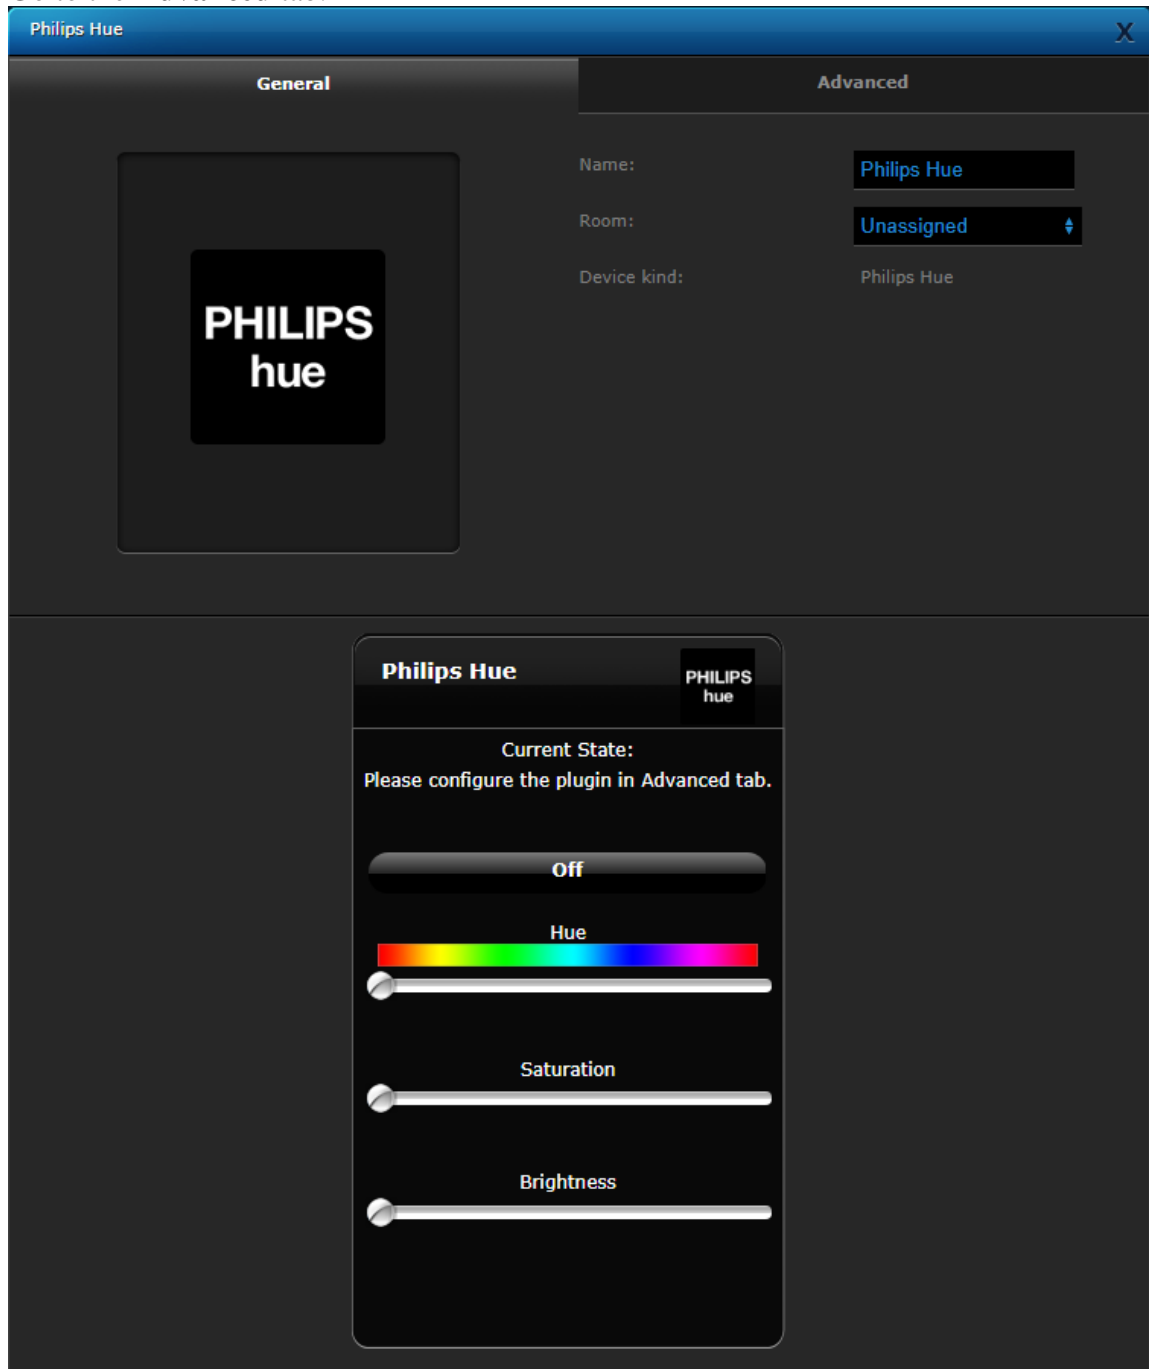 Philips Hue
X
General
Advanced
PHILIPS
hue
Name:
Philips Hue
Room:
Unassigned
Device kind:
Philips Hue
Philips Hue
PHILIPS
hue
Current State:
Please configure the plugin in Advanced tab.
Off
Hue
Saturation
Brightness